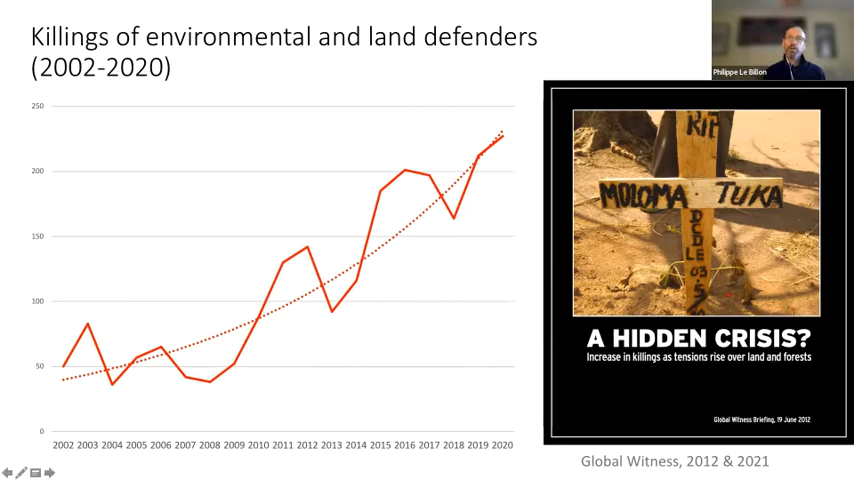 Killings of environmental and land defenders
(2002-2020)
Philippe Le Billon
250
200
150
100
50
0
2002 2003 2004 2005 2006 2007 2008 2009 2010 2011 2012 2013 2014 2015 2016 2017 2018 2019 2020
RIP
MOLOMA TUKA
A HIDDEN CRISIS?
Increase in killings as tensions rise over land and forests
Global Witness Briefing, 19 June 2012
Global Witness, 2012 & 2021